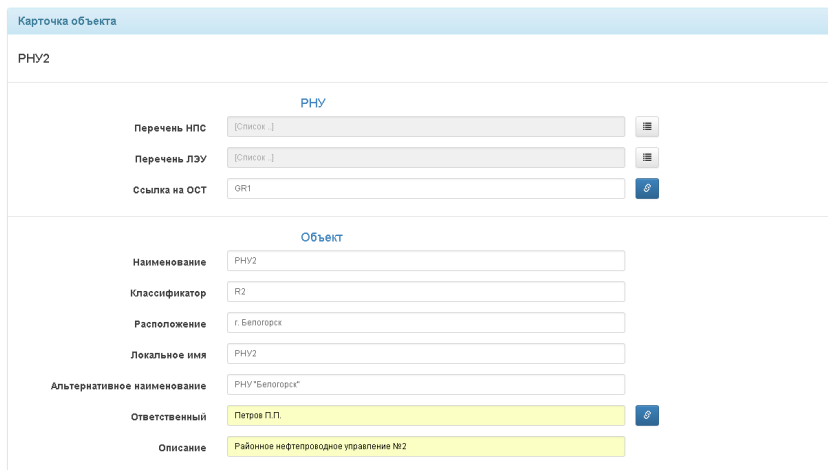 Карточка объекта
РНУ2
РНУ
Перечень НПС [Список ..]
Перечень ЛЭУ [Список ..]
Ссылка на ОСТ GR1
Объект
Наименование РНУ2
Классификатор R2
Расположение г. Белогорск
Локальное имя РНУ2
Альтернативное наименование РНУ "Белогорск"
Ответственный Петров П.П.
Описание Районное нефтепроводное управление №2